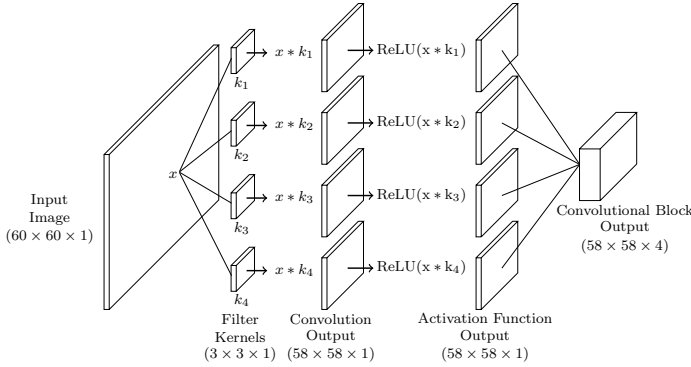 x
Input
Image
(60 × 60 × 1)
k₁
k₂
k₃
k₄
Filter
Kernels
(3 × 3 × 1)
x ∗ k₁
x ∗ k₂
x ∗ k₃
x ∗ k₄
Convolution
Output
(58 × 58 × 1)
ReLU(x ∗ k₁)
ReLU(x ∗ k₂)
ReLU(x ∗ k₃)
ReLU(x ∗ k₄)
Activation Function
Output
(58 × 58 × 1)
Convolutional Block
Output
(58 × 58 × 4)